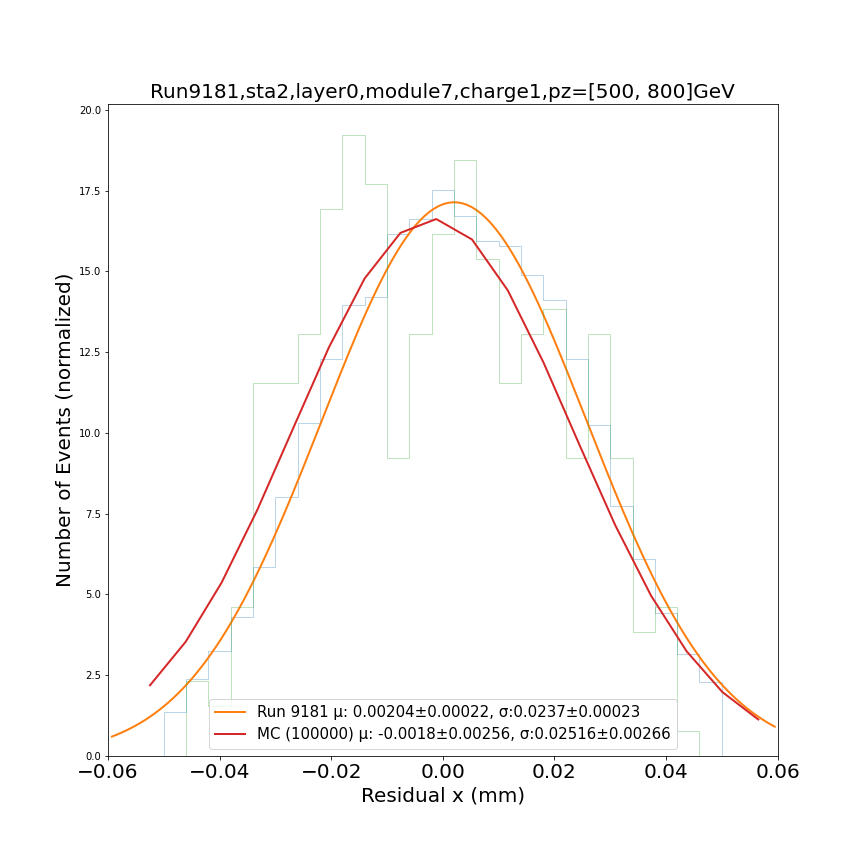 Run9181,sta2,layer0,module7,charge1,pz=[500, 800]GeV
20.0
17.5
15.0
12.5
10.0
7.5
5.0
2.5
0.0
Number of Events (normalized)
Run 9181 μ: 0.00204±0.00022, σ:0.0237±0.00023
MC (100000) μ: -0.0018±0.00256, σ:0.02516±0.00266
−0.06 −0.04 −0.02 0.00 0.02 0.04 0.06
Residual x (mm)